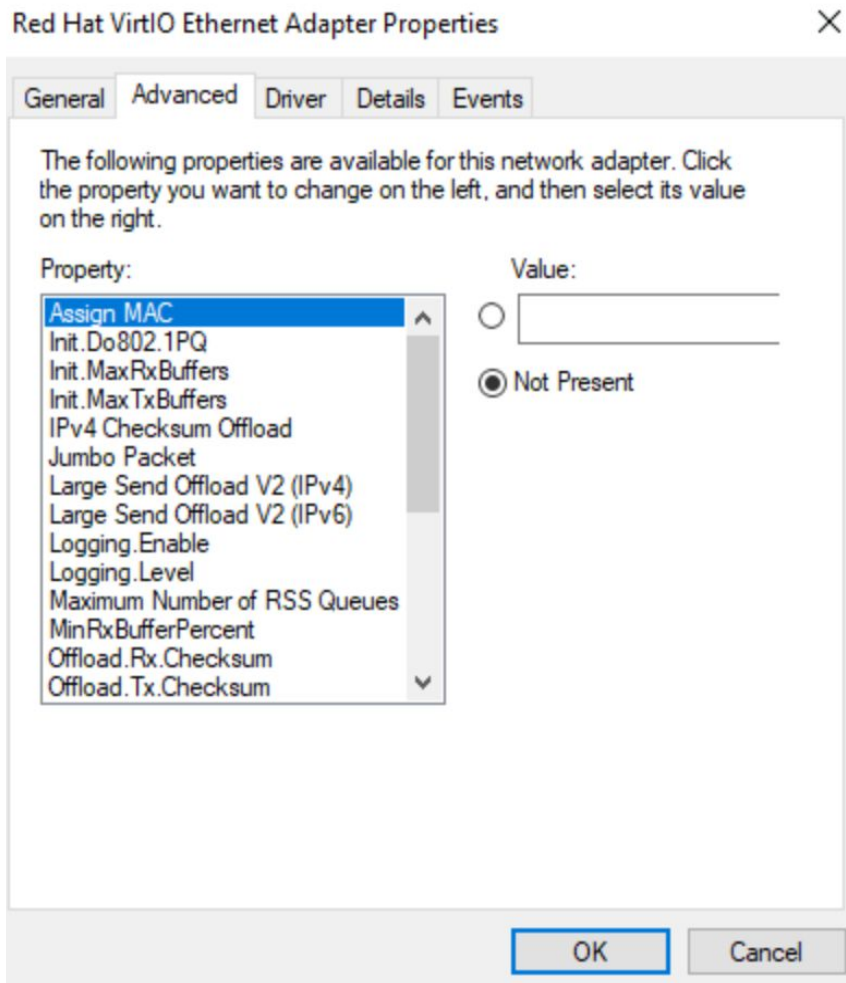 Red Hat VirtIO Ethernet Adapter Properties
General Advanced Driver Details Events
The following properties are available for this network adapter. Click
the property you want to change on the left, and then select its value
on the right.
Property: Value:
Assign MAC
Init.Do802.1PQ
Init.MaxRxBuffers
Not Present
Init.MaxTxBuffers
IPv4 Checksum Offload
Jumbo Packet
Large Send Offload V2 (IPv4)
Large Send Offload V2 (IPv6)
Logging.Enable
Logging.Level
Maximum Number of RSS Queues
MinRxBufferPercent
Offload.Rx.Checksum
Offload.Tx.Checksum
OK Cancel